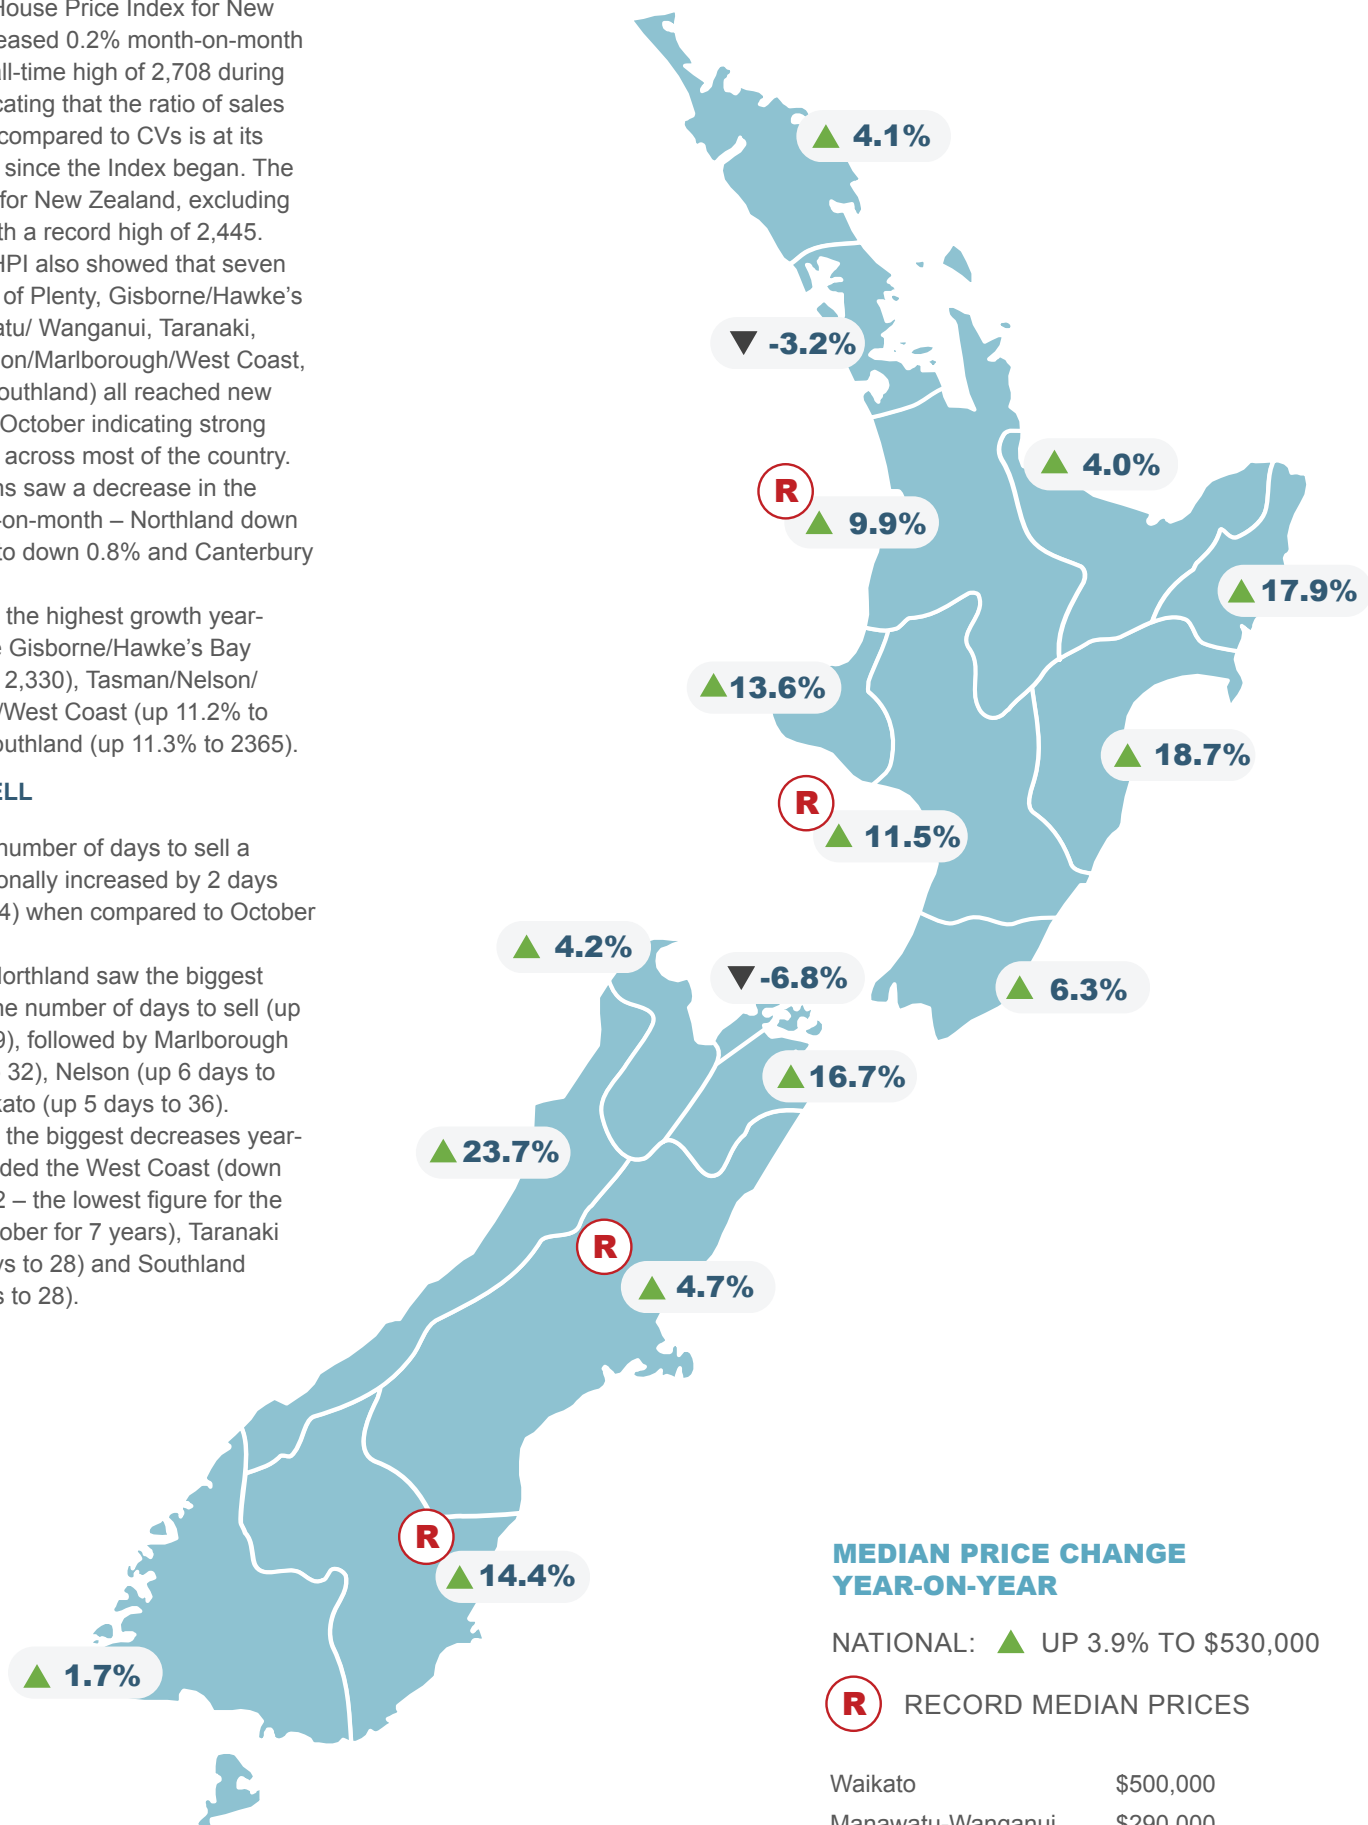 House Price Index for New
eased 0.2% month-on-month
all-time high of 2,708 during
cating that the ratio of sales
compared to CVs is at its
since the Index began. The
for New Zealand, excluding
th a record high of 2,445.
HPI also showed that seven
of Plenty, Gisborne/Hawke's
atu/ Wanganui, Taranaki,
on/Marlborough/West Coast,
outhland) all reached new
October indicating strong
across most of the country.
ns saw a decrease in the
-on-month – Northland down
to down 0.8% and Canterbury
the highest growth year-
e Gisborne/Hawke's Bay
2,330), Tasman/Nelson/
/West Coast (up 11.2% to
outhland (up 11.3% to 2365).
ELL
number of days to sell a
onally increased by 2 days
4) when compared to October
Northland saw the biggest
he number of days to sell (up
9), followed by Marlborough
32), Nelson (up 6 days to
kato (up 5 days to 36).
the biggest decreases year-
ded the West Coast (down
2 – the lowest figure for the
tober for 7 years), Taranaki
ys to 28) and Southland
s to 28).
4.1%
-3.2%
4.0%
R
9.9%
17.9%
13.6%
18.7%
R
11.5%
4.2%
-6.8%
6.3%
16.7%
23.7%
R
4.7%
R
14.4%
1.7%
MEDIAN PRICE CHANGE
YEAR-ON-YEAR
NATIONAL: ▲ UP 3.9% TO $530,000
R RECORD MEDIAN PRICES
Waikato $500,000
Manawatu-Wanganui $290,000